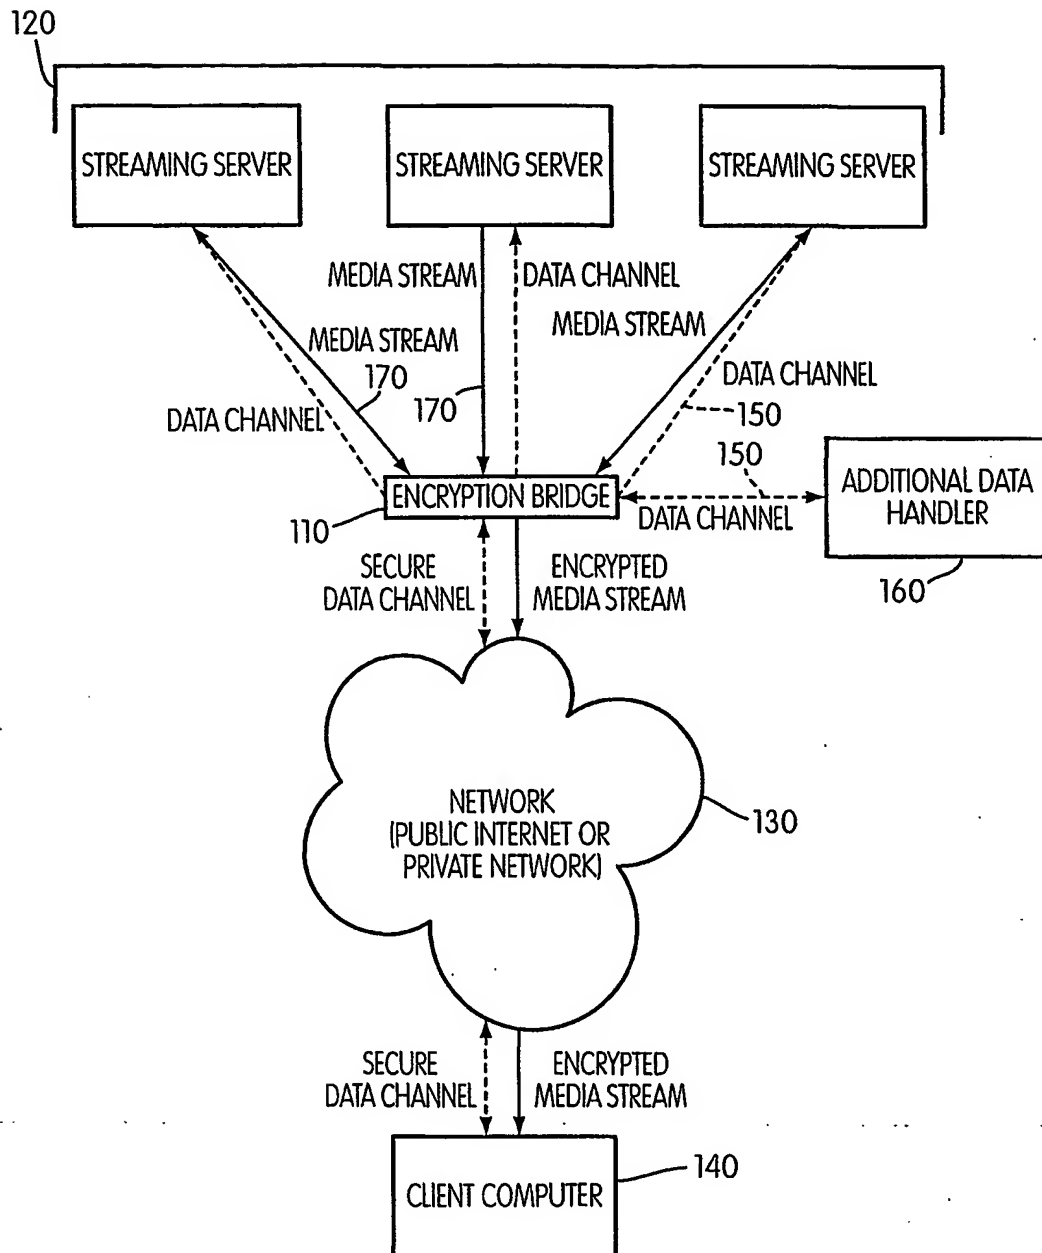 120
STREAMING SERVER
STREAMING SERVER
STREAMING SERVER
MEDIA STREAM
DATA CHANNEL
MEDIA STREAM
MEDIA STREAM
170
170
DATA CHANNEL
DATA CHANNEL
150
150
ENCRYPTION BRIDGE
110
DATA CHANNEL
ADDITIONAL DATA
HANDLER
160
SECURE
DATA CHANNEL
ENCRYPTED
MEDIA STREAM
NETWORK
(PUBLIC INTERNET OR
PRIVATE NETWORK)
130
SECURE
DATA CHANNEL
ENCRYPTED
MEDIA STREAM
CLIENT COMPUTER
140